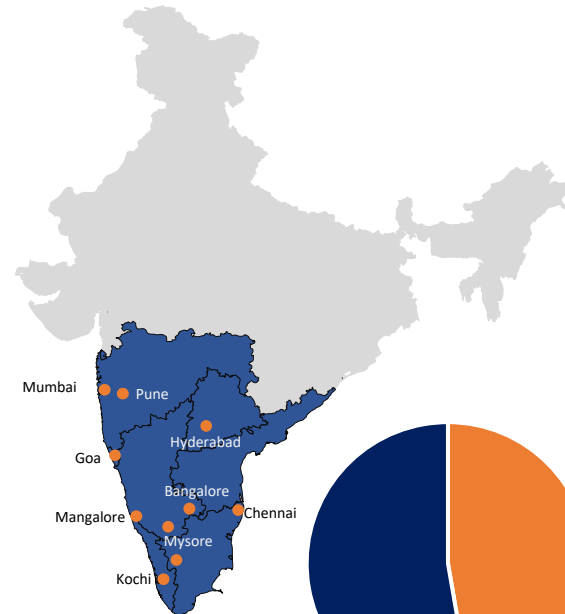 Mumbai
Pune
Hyderabad
Goa
Bangalore
Mangalore
Chennai
Mysore
Kochi